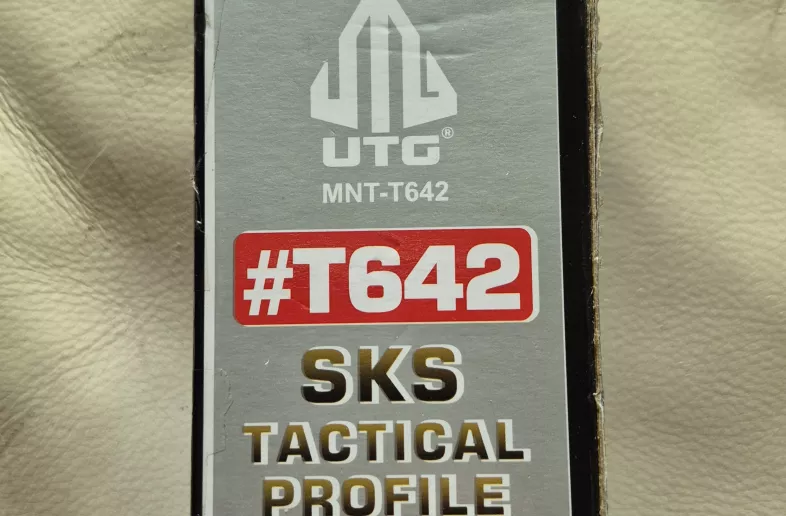 UTG®
MNT-T642
#T642
SKS
TACTICAL
PROFILE